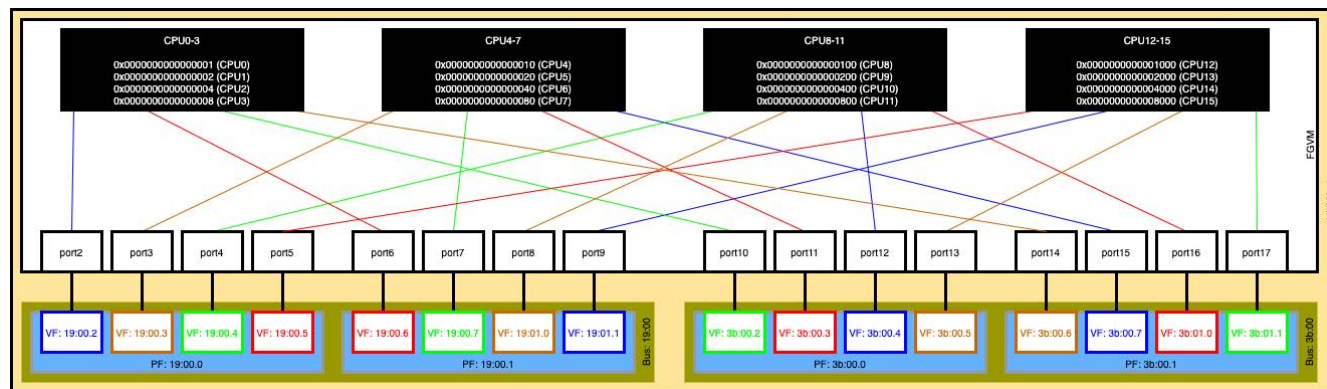 CPU0-3
0x0000000000000001 (CPU0)
0x0000000000000002 (CPU1)
0x0000000000000004 (CPU2)
0x0000000000000008 (CPU3)
CPU4-7
0x0000000000000010 (CPU4)
0x0000000000000020 (CPU5)
0x0000000000000040 (CPU6)
0x0000000000000080 (CPU7)
CPU8-11
0x0000000000000100 (CPU8)
0x0000000000000200 (CPU9)
0x0000000000000400 (CPU10)
0x0000000000000800 (CPU11)
CPU12-15
0x0000000000001000 (CPU12)
0x0000000000002000 (CPU13)
0x0000000000004000 (CPU14)
0x0000000000008000 (CPU15)
FGVM
port2
port3
port4
port5
port6
port7
port8
port9
port10
port11
port12
port13
port14
port15
port16
port17
VF: 19:00.2
VF: 19:00.3
VF: 19:00.4
VF: 19:00.5
PF: 19:00.0
VF: 19:00.6
VF: 19:00.7
VF: 19:01.0
VF: 19:01.1
PF: 19:00.1
Bus: 19:00
VF: 3b:00.2
VF: 3b:00.3
VF: 3b:00.4
VF: 3b:00.5
PF: 3b:00.0
VF: 3b:00.6
VF: 3b:00.7
VF: 3b:01.0
VF: 3b:01.1
PF: 3b:00.1
Bus: 3b:00